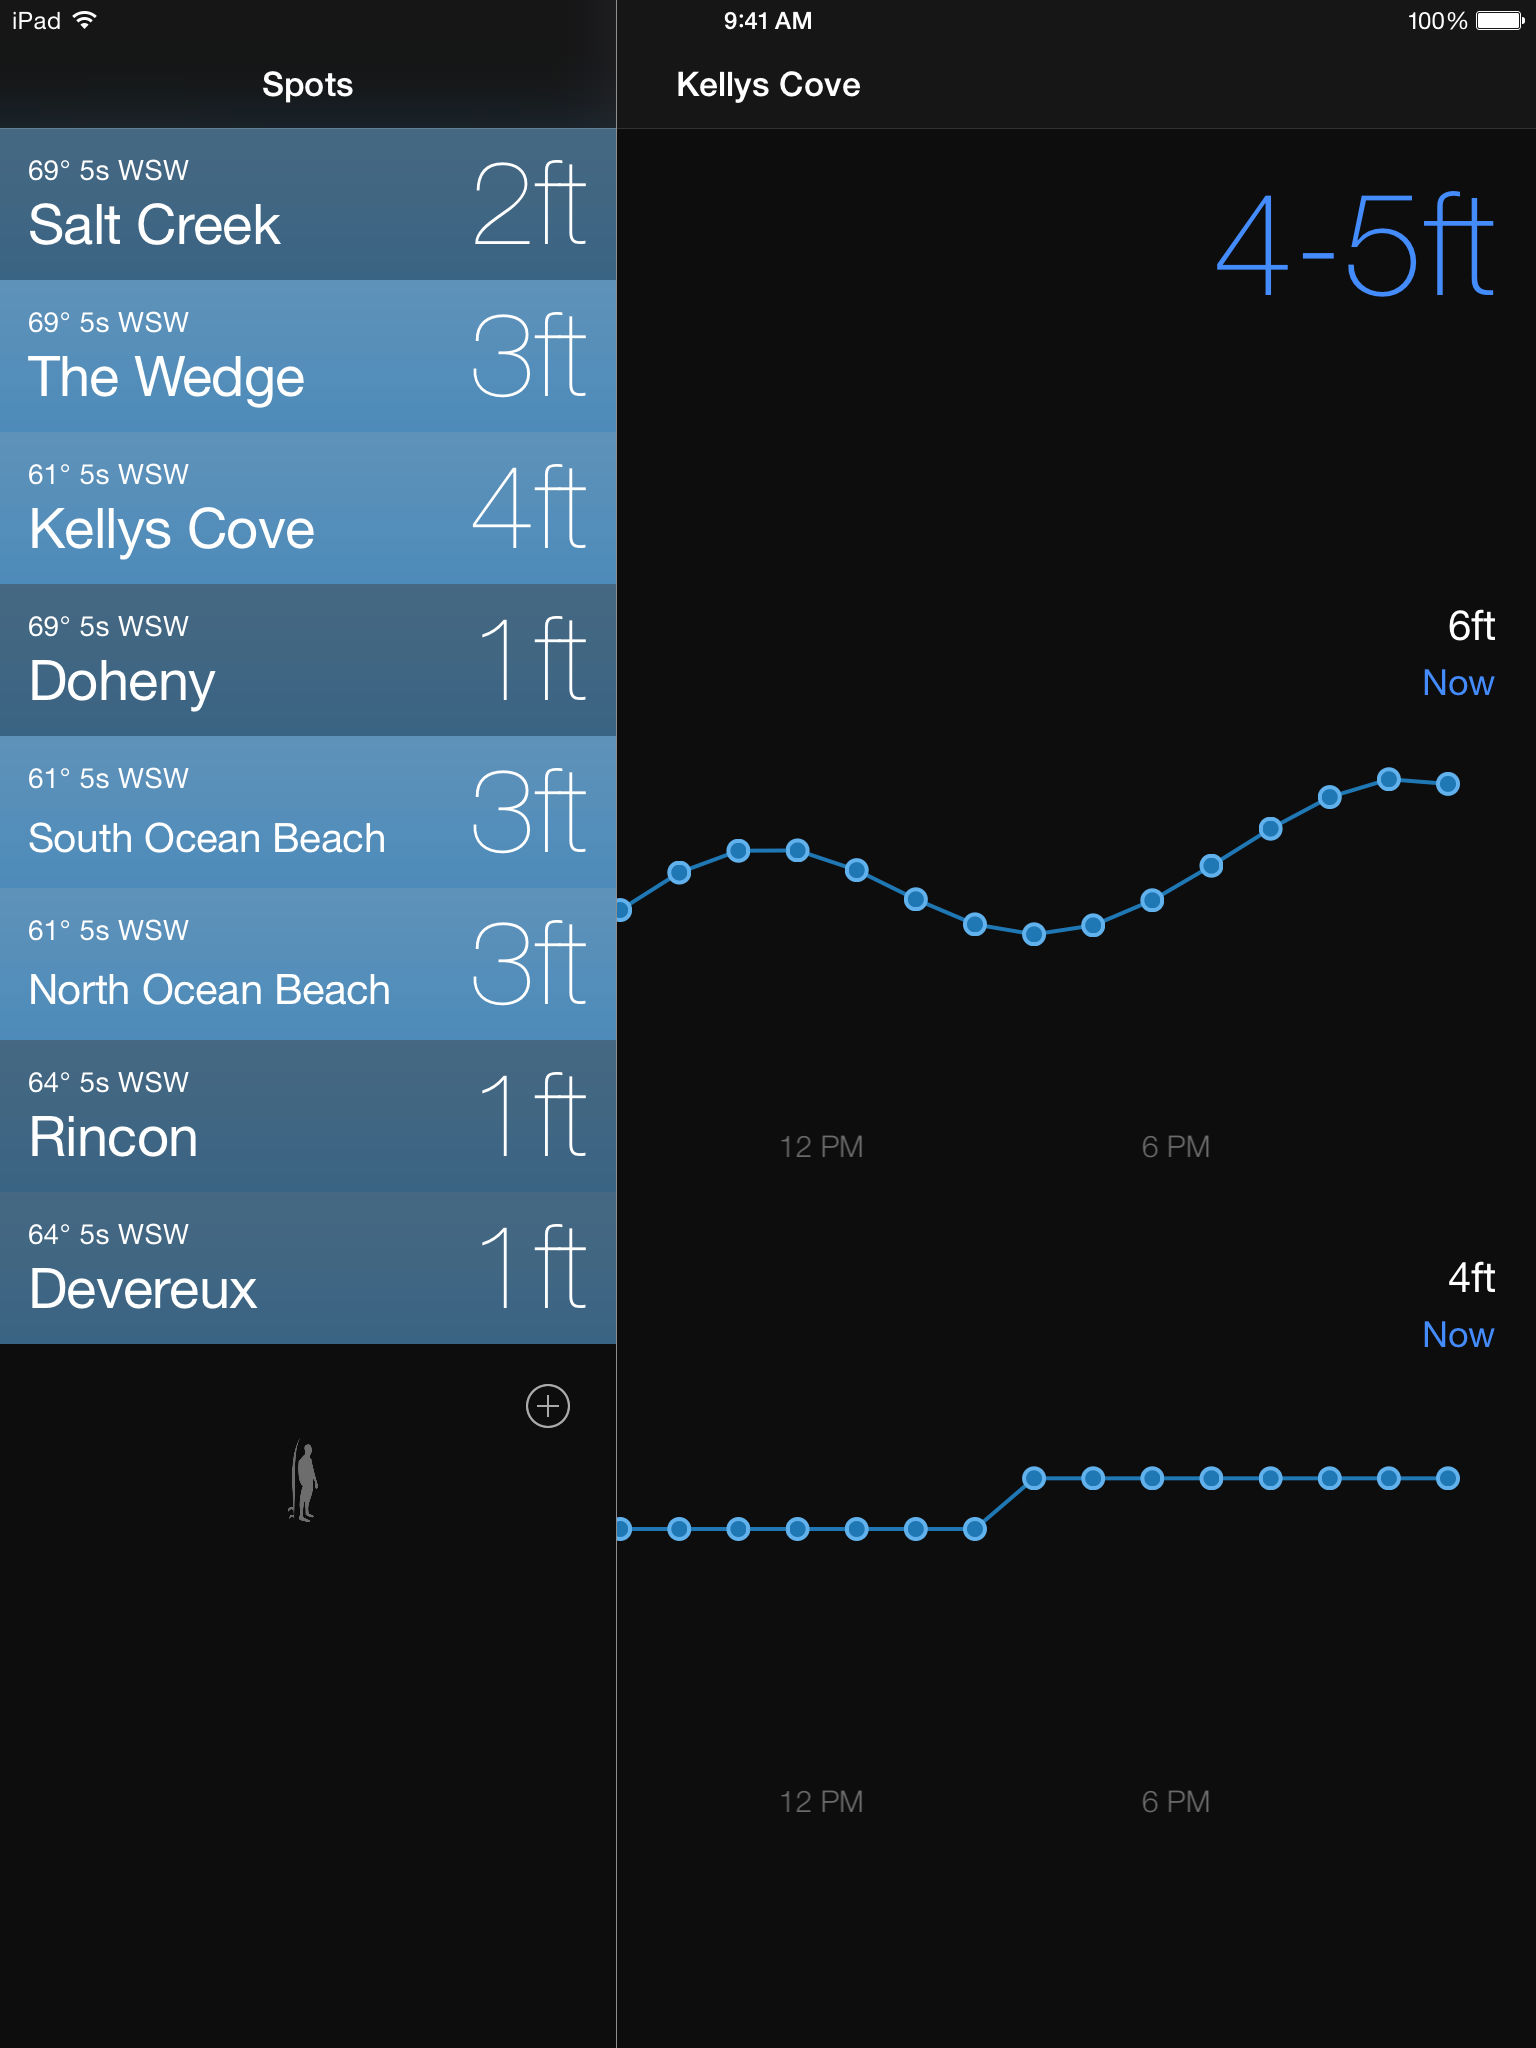 iPad
9:41 AM
100%
Spots
69° 5s WSW
Salt Creek
2ft
69° 5s WSW
The Wedge
3ft
61° 5s WSW
Kellys Cove
4ft
69° 5s WSW
Doheny
1ft
61° 5s WSW
South Ocean Beach
3ft
61° 5s WSW
North Ocean Beach
3ft
64° 5s WSW
Rincon
1ft
64° 5s WSW
Devereux
1ft
Kellys Cove
4-5ft
6ft
Now
12 PM
6 PM
4ft
Now
12 PM
6 PM